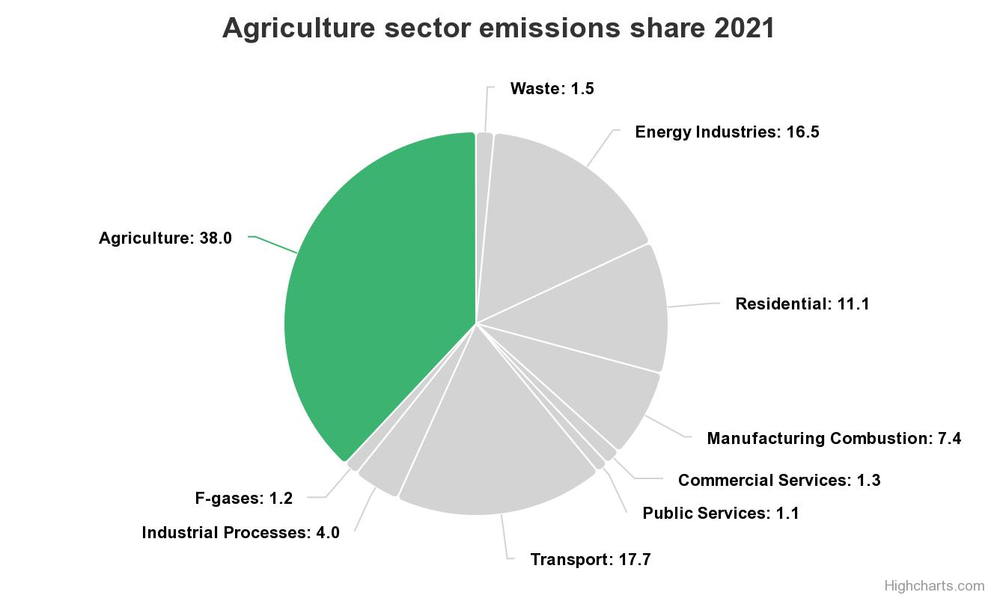 Agriculture sector emissions share 2021
Waste: 1.5
Energy Industries: 16.5
Agriculture: 38.0
Residential: 11.1
Manufacturing Combustion: 7.4
Commercial Services: 1.3
F-gases: 1.2
Public Services: 1.1
Industrial Processes: 4.0
Transport: 17.7
Highcharts.com